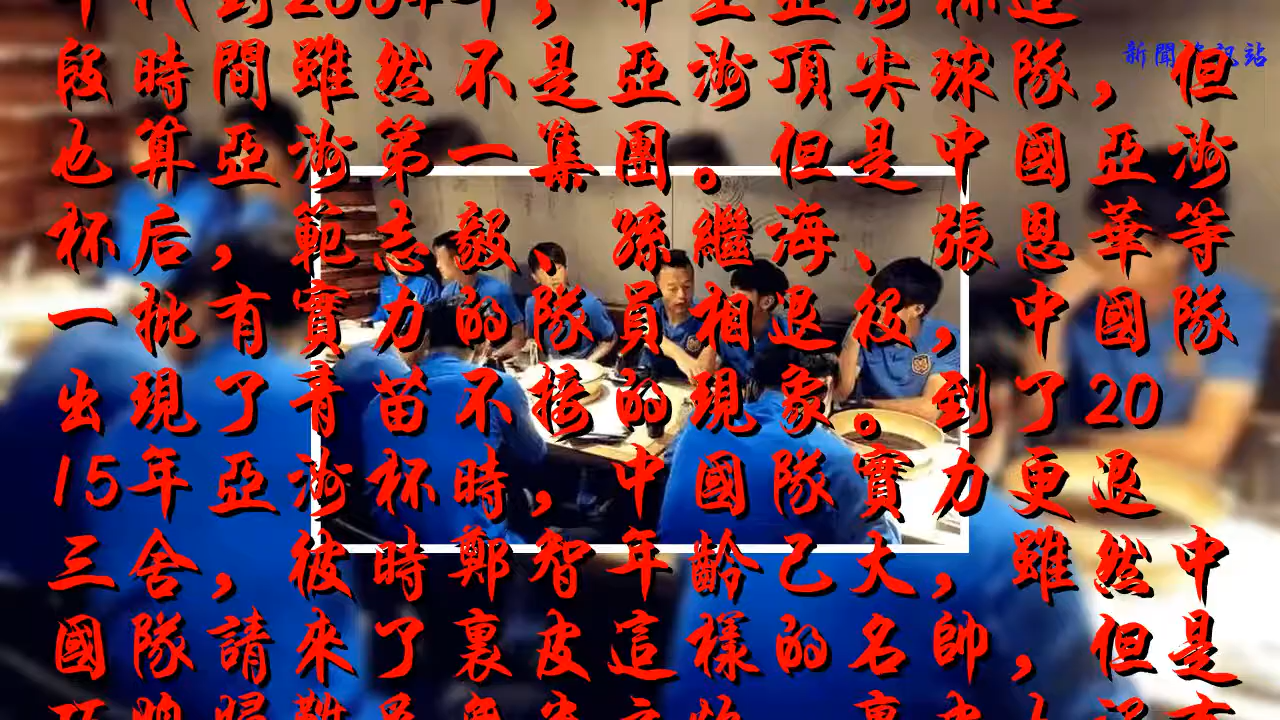 段時間雖然不是亞洲頂尖球隊，但
也算亞洲第一集團。但是中國亞洲
杯后，範志毅、孫繼海、張恩華等
一批有實力的隊員相退役，中國隊
出現了青苗不接的現象。到了20
15年亞洲杯時，中國隊實力更退
三舍，彼時鄭智年齡已大，雖然中
國隊請來了裏皮這樣的名帥，但是
新聞
站